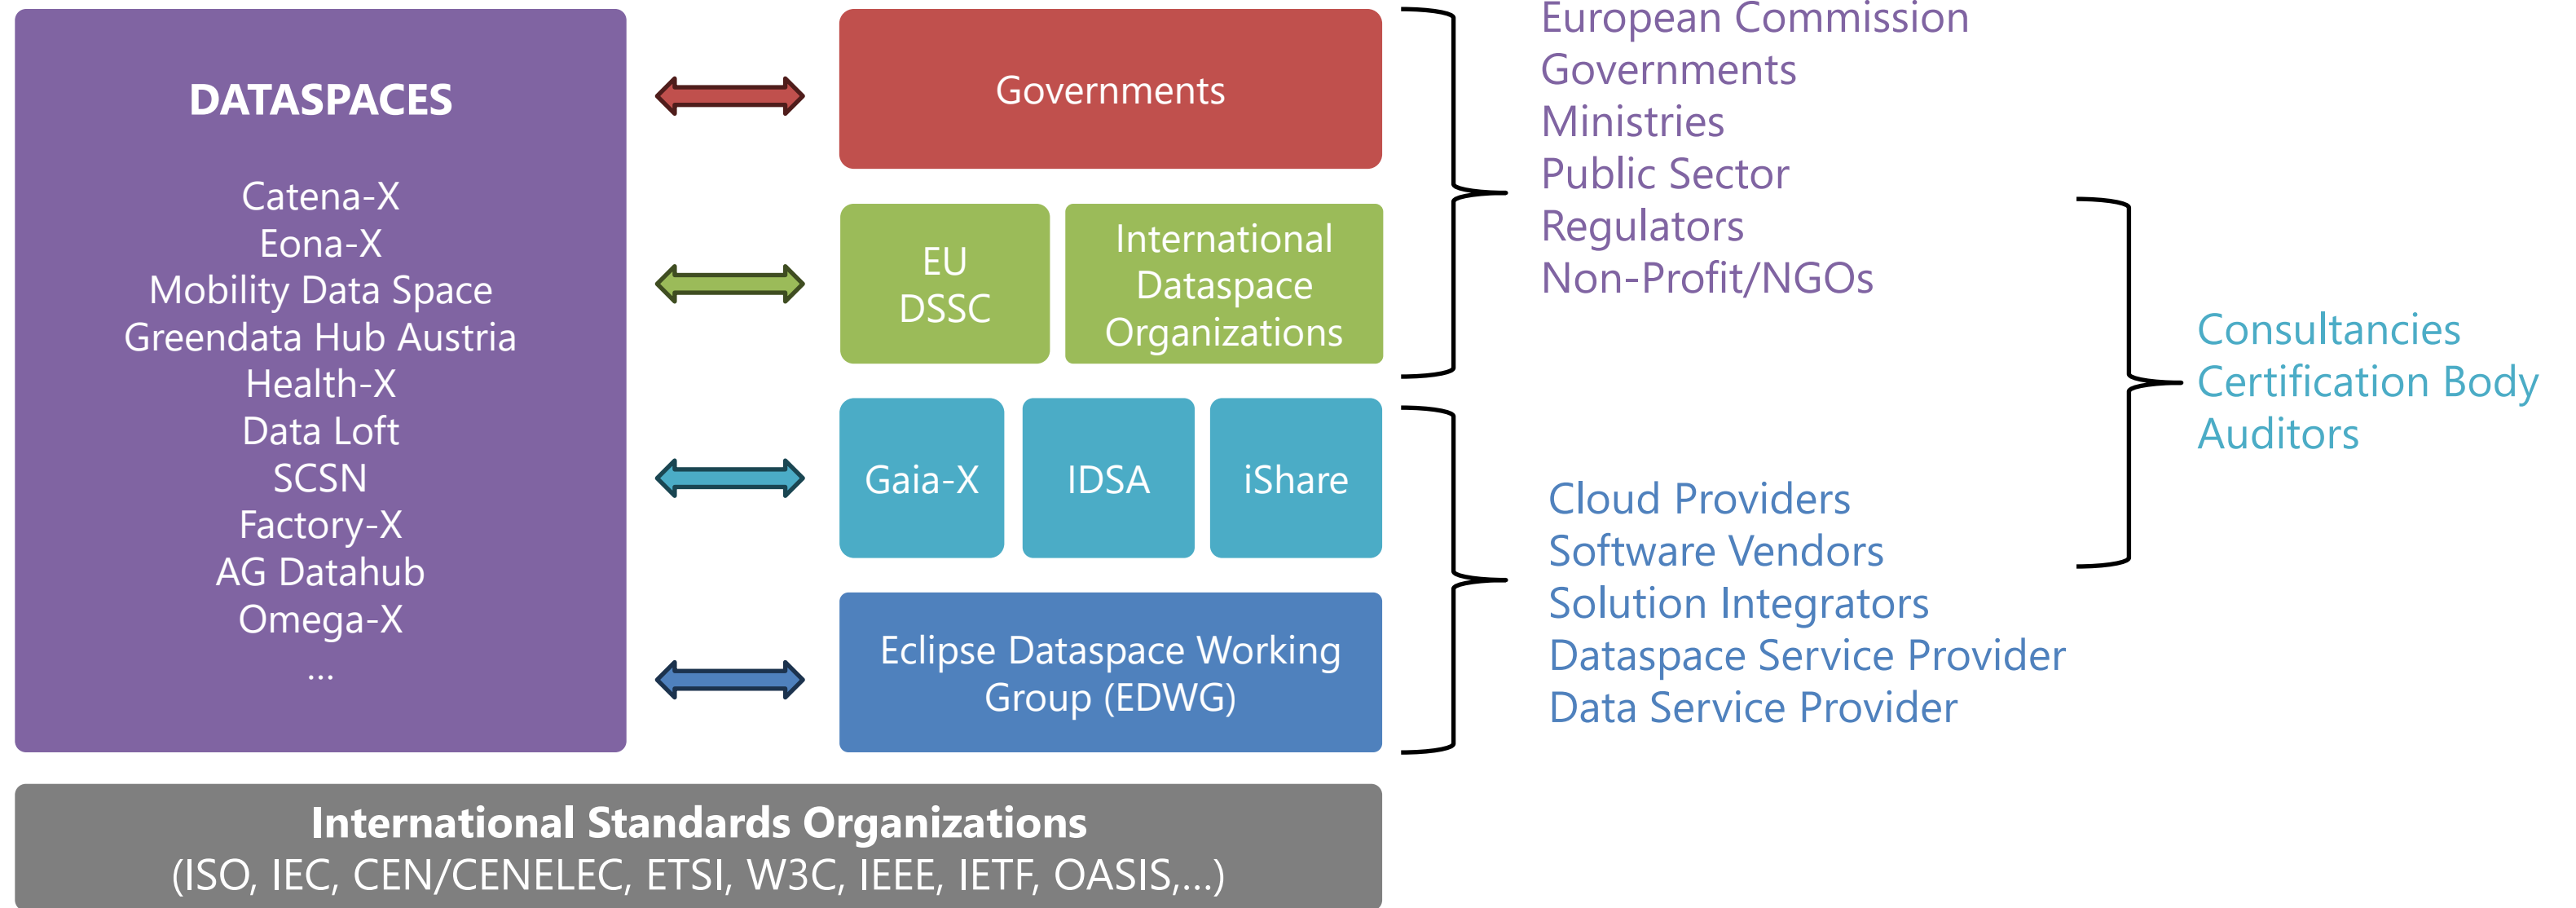 DATASPACES
Catena-X
Eona-X
Mobility Data Space
Greendata Hub Austria
Health-X
Data Loft
SCSN
Factory-X
AG Datahub
Omega-X
...
Governments
EU
DSSC
International
Dataspace
Organizations
Gaia-X
IDSA
iShare
Eclipse Dataspace Working
Group (EDWG)
European Commission
Governments
Ministries
Public Sector
Regulators
Non-Profit/NGOs
Cloud Providers
Software Vendors
Solution Integrators
Dataspace Service Provider
Data Service Provider
Consultancies
Certification Body
Auditors
International Standards Organizations
(ISO, IEC, CEN/CENELEC, ETSI, W3C, IEEE, IETF, OASIS,...)